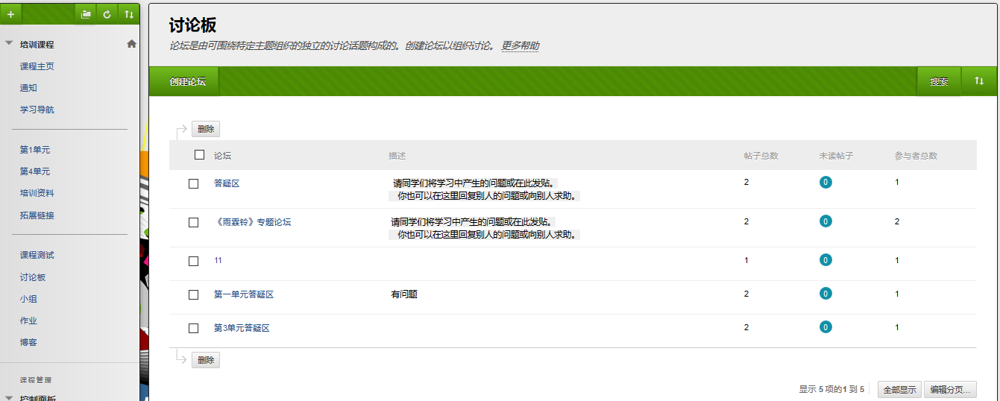 培训课程
课程主页
通知
学习导航
第1单元
第4单元
培训资料
拓展链接
课程测试
讨论板
小组
作业
博客
课程管理
控制面板
讨论板
论坛是由可围绕特定主题组织的独立的讨论话题构成的。创建论坛以组织讨论。 更多帮助
创建论坛 搜索
删除
论坛 描述 帖子总数 未读帖子 参与者总数
答疑区 请同学们将学习中产生的问题或在此发贴。 2 0 1
你也可以在这里回复别人的问题或向别人求助。
《雨霖铃》专题论坛 请同学们将学习中产生的问题或在此发贴。 2 0 2
你也可以在这里回复别人的问题或向别人求助。
11 1 0 1
第一单元答疑区 有问题 2 0 1
第3单元答疑区 2 0 1
删除
显示 5 项的1 到 5 全部显示 编辑分页...